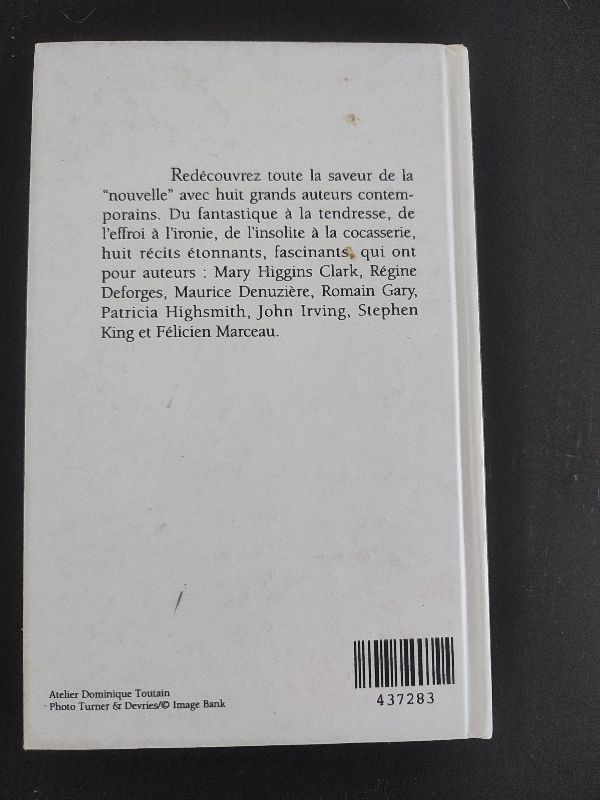 Redécouvrez toute la saveur de la
"nouvelle" avec huit grands auteurs contem-
porains. Du fantastique à la tendresse, de
l'effroi à l'ironie, de l'insolite à la cocasserie,
huit récits étonnants, fascinants, qui ont
pour auteurs : Mary Higgins Clark, Régine
Deforges, Maurice Denuzière, Romain Gary,
Patricia Highsmith, John Irving, Stephen
King et Félicien Marceau.
437283
Atelier Dominique Toutain
Photo Turner & Devries/© Image Bank